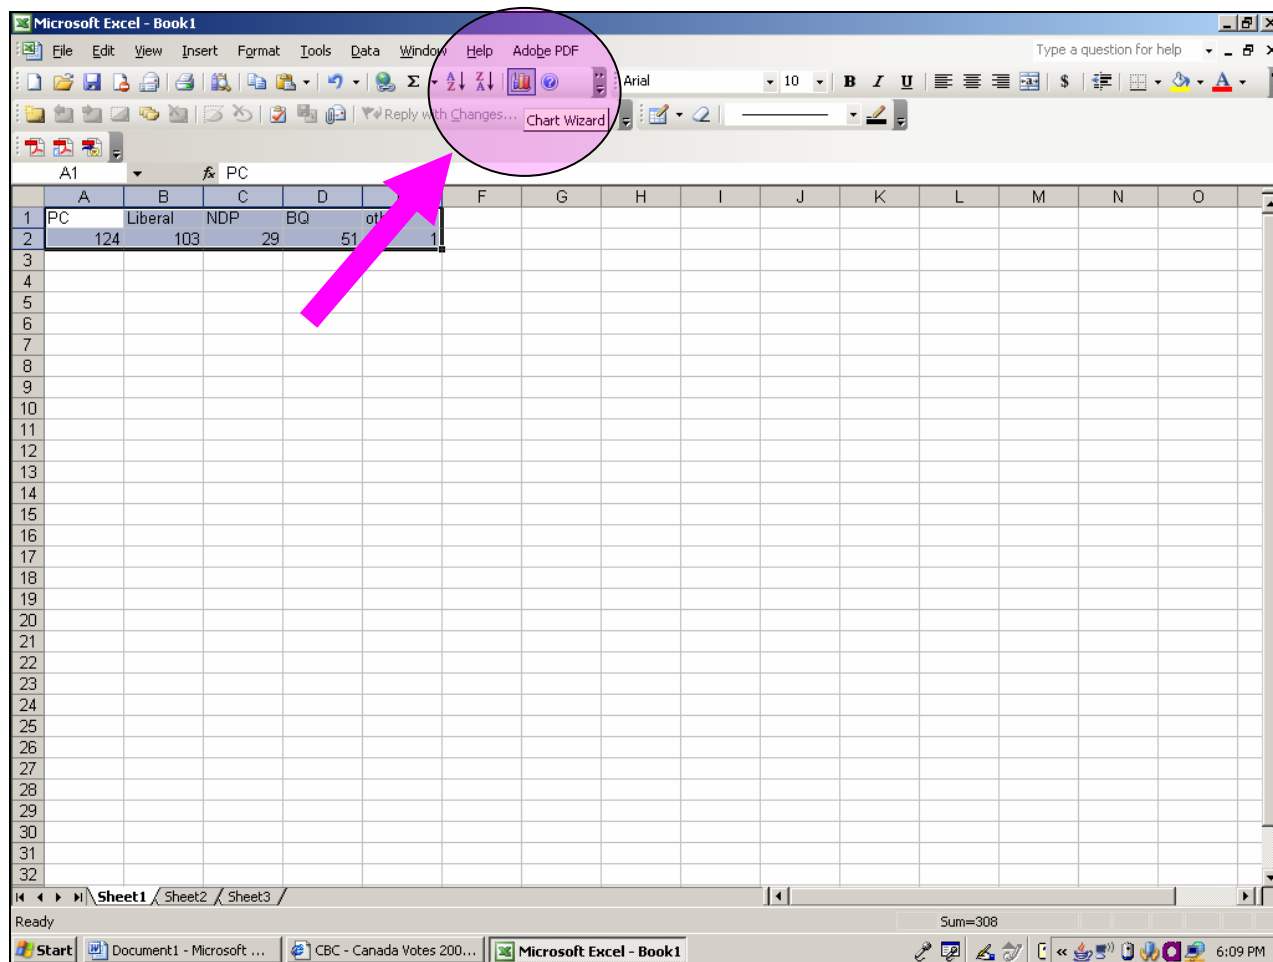 Microsoft Excel - Book1
File Edit View Insert Format Tools Data Window Help Adobe PDF Type a question for help
Arial 10 B I U $ A
Reply with Changes... Chart Wizard
A1 fx PC
A B C D F G H I J K L M N O
1 PC Liberal NDP BQ
2 124 103 29 51 1
3
4
5
6
7
8
9
10
11
12
13
14
15
16
17
18
19
20
21
22
23
24
25
26
27
28
29
30
31
32
Sheet1 Sheet2 Sheet3
Ready Sum=308
Start Document1 - Microsoft ... CBC - Canada Votes 200... Microsoft Excel - Book1 6:09 PM